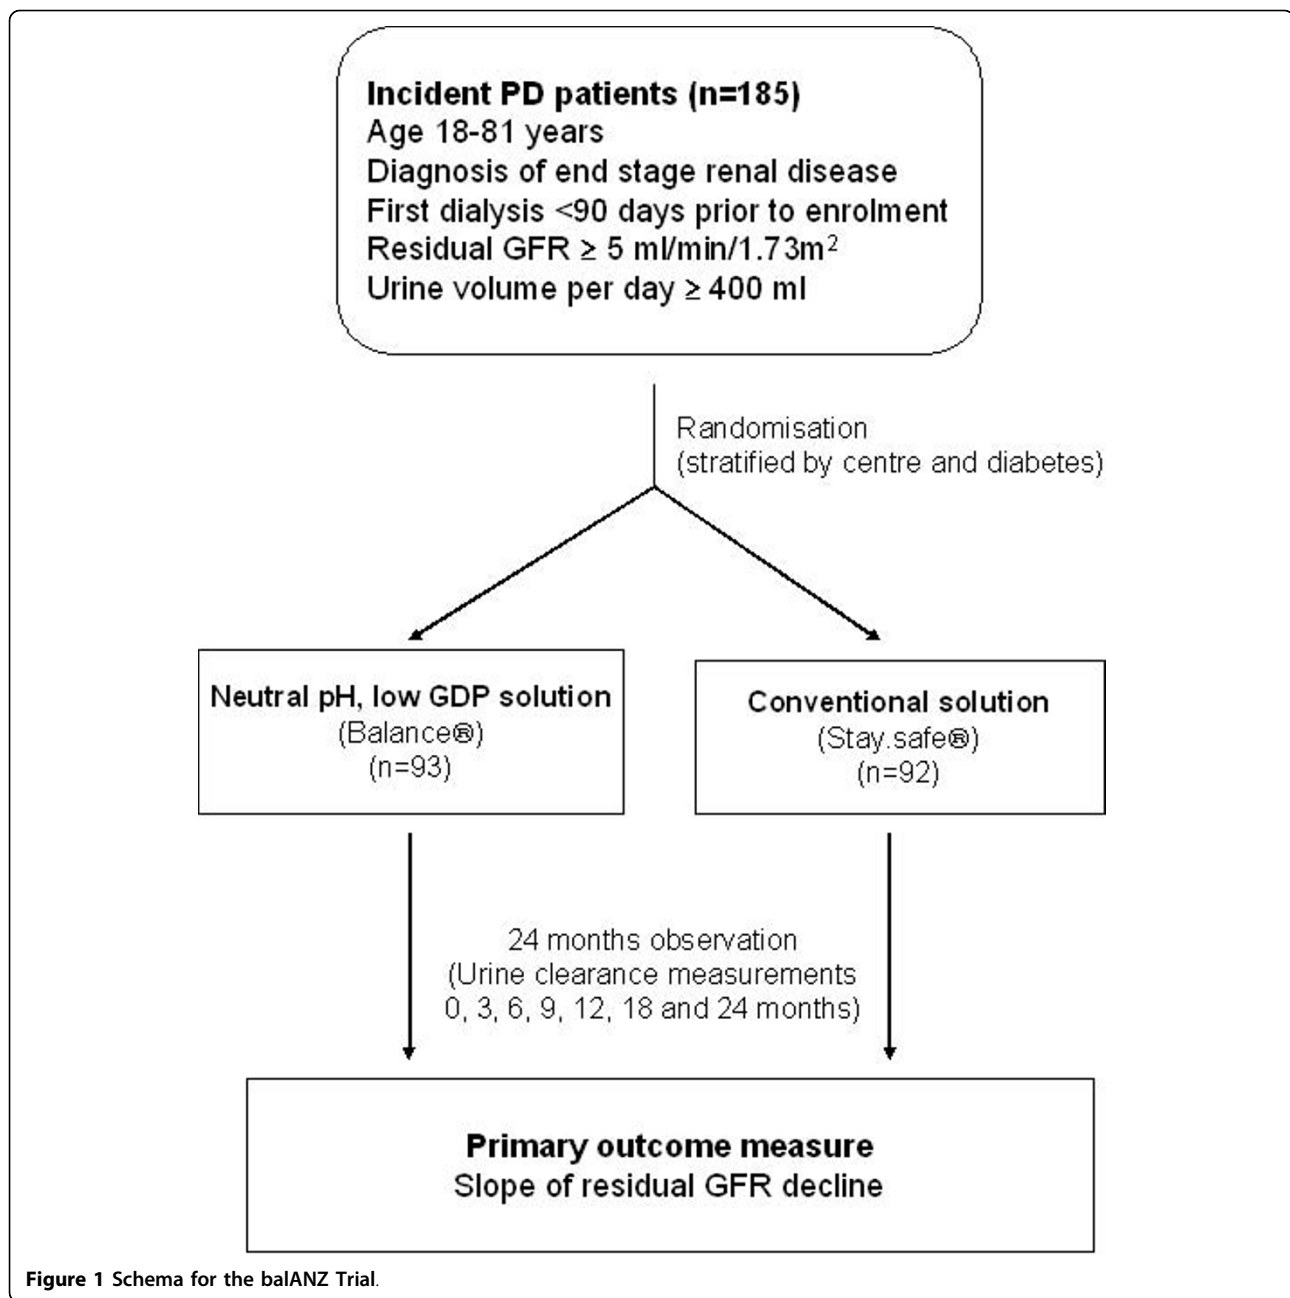 Incident PD patients (n=185)
Age 18-81 years
Diagnosis of end stage renal disease
First dialysis <90 days prior to enrolment
Residual GFR ≥ 5 ml/min/1.73m²
Urine volume per day ≥ 400 ml
Randomisation
(stratified by centre and diabetes)
Neutral pH, low GDP solution
(Balance®)
(n=93)
Conventional solution
(Stay.safe®)
(n=92)
24 months observation
(Urine clearance measurements
0, 3, 6, 9, 12, 18 and 24 months)
Primary outcome measure
Slope of residual GFR decline
Figure 1 Schema for the balANZ Trial.